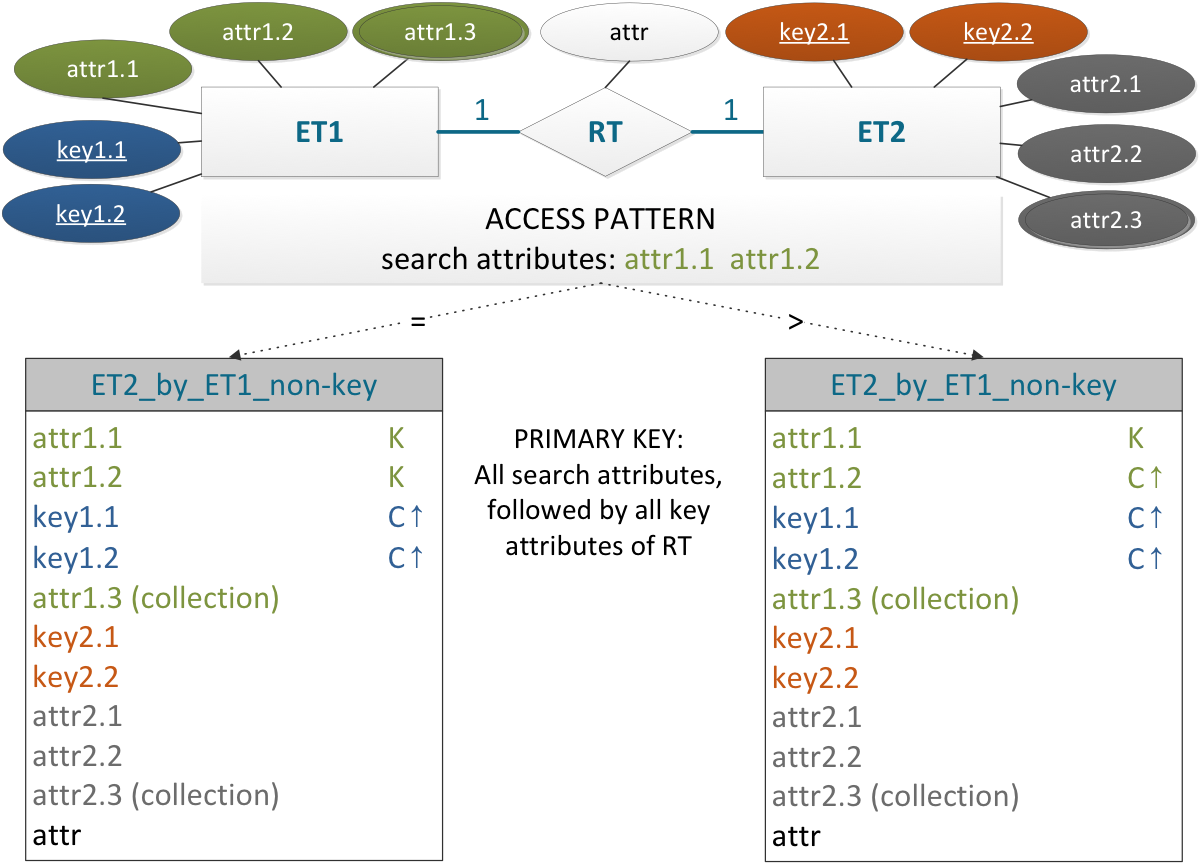 attr1.1
attr1.2
attr1.3
attr
key2.1
key2.2
attr2.1
attr2.2
attr2.3
key1.1
key1.2
ET1
1
RT
1
ET2
ACCESS PATTERN
search attributes: attr1.1 attr1.2
=
>
ET2_by_ET1_non-key
attr1.1 K
attr1.2 K
key1.1 C↑
key1.2 C↑
attr1.3 (collection)
key2.1
key2.2
attr2.1
attr2.2
attr2.3 (collection)
attr
PRIMARY KEY:
All search attributes,
followed by all key
attributes of RT
ET2_by_ET1_non-key
attr1.1 K
attr1.2 C↑
key1.1 C↑
key1.2 C↑
attr1.3 (collection)
key2.1
key2.2
attr2.1
attr2.2
attr2.3 (collection)
attr